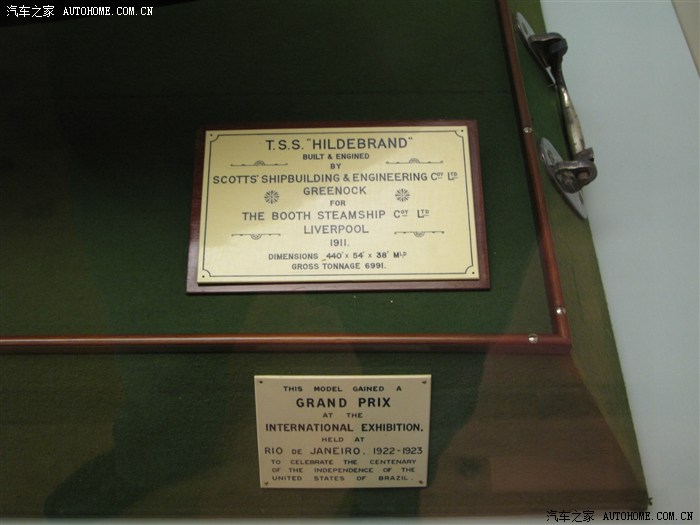 汽车之家 AUTOHOME.COM.CN
T.S.S. "HILDEBRAND"
BUILT & ENGINED
BY
SCOTTS' SHIPBUILDING & ENGINEERING COY LTD
GREENOCK
FOR
THE BOOTH STEAMSHIP COY LTD
LIVERPOOL
1911.
DIMENSIONS 440' x 54' x 38' MLD
GROSS TONNAGE 6991.
THIS MODEL GAINED A
GRAND PRIX
AT THE
INTERNATIONAL EXHIBITION,
HELD AT
RIO DE JANEIRO. 1922-1923
TO CELEBRATE THE CENTENARY
OF THE INDEPENDENCE OF THE
UNITED STATES OF BRAZIL.
汽车之家 AUTOHOME.COM.CN